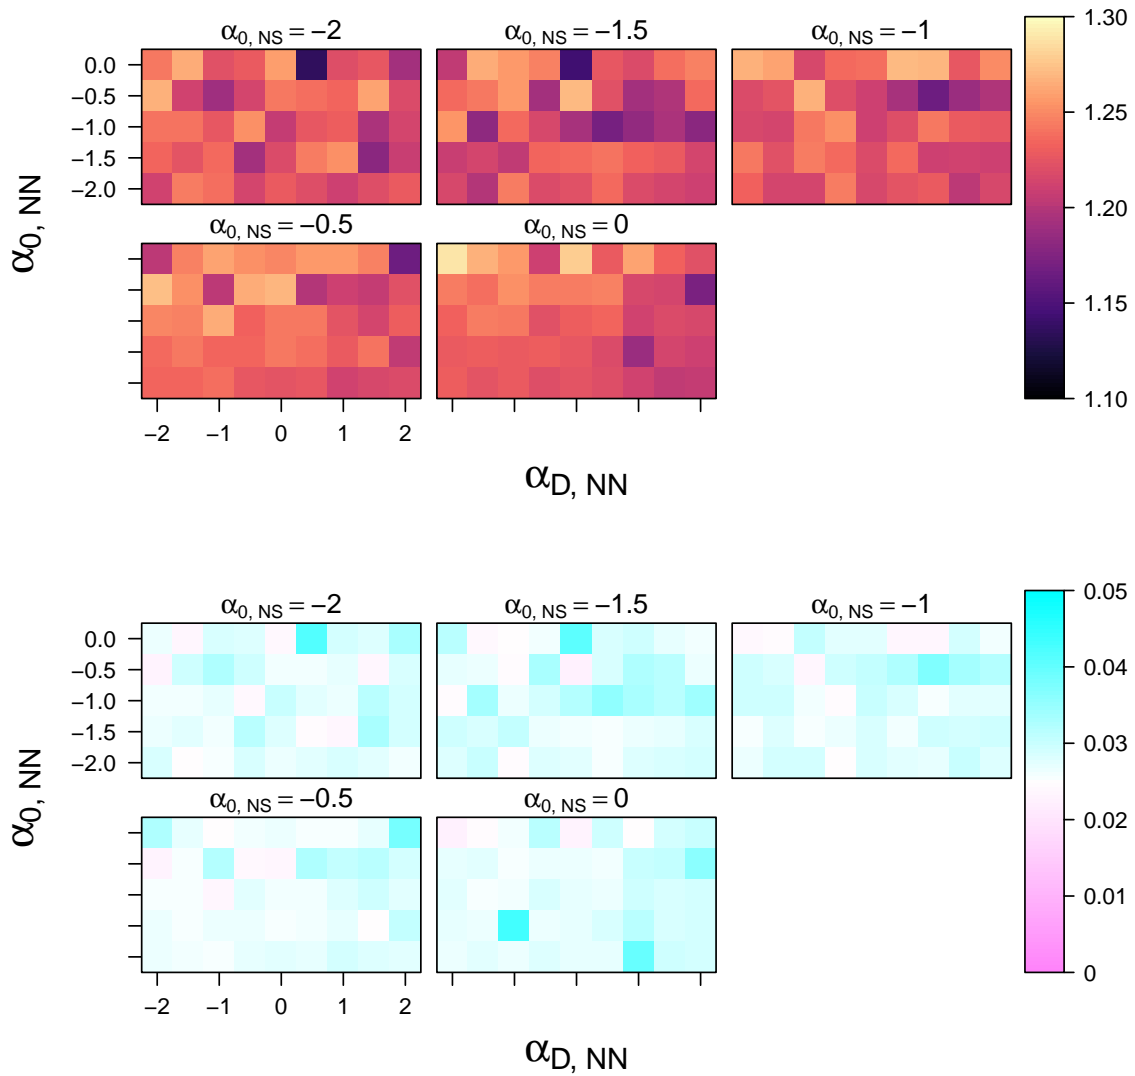 α0, NS = −2
α0, NS = −1.5
α0, NS = −1
1.30
1.25
1.20
1.15
1.10
0.0
−0.5
−1.0
−1.5
−2.0
α0, NS = −0.5
α0, NS = 0
α0, NN
−2
−1
0
1
2
αD, NN
α0, NS = −2
α0, NS = −1.5
α0, NS = −1
0.05
0.04
0.03
0.02
0.01
0
0.0
−0.5
−1.0
−1.5
−2.0
α0, NS = −0.5
α0, NS = 0
α0, NN
−2
−1
0
1
2
αD, NN